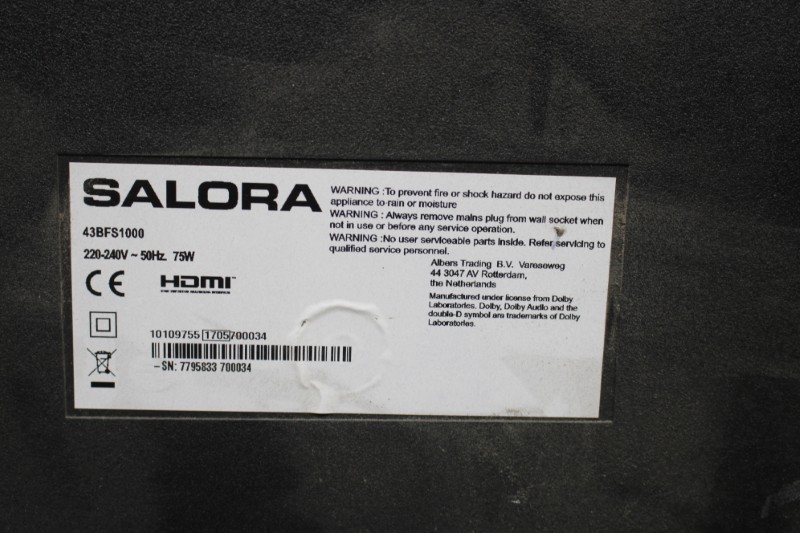 SALORA
43BFS1000
220-240V ~ 50Hz. 75W
CE HDMI™
10109755 1705 700034
– SN: 7795833 700034
WARNING :To prevent fire or shock hazard do not expose this
appliance to rain or moisture
WARNING : Always remove mains plug from wall socket when
not in use or before any service operation.
WARNING :No user serviceable parts Inside. Refer servicing to
qualified service personnel.
Albers Trading B.V. Vareseweg
44 3047 AV Rotterdam,
the Netherlands
Manufactured under license from Dolby
Laboratories. Dolby, Dolby Audio and the
double-D symbol are trademarks of Dolby
Laboratories.